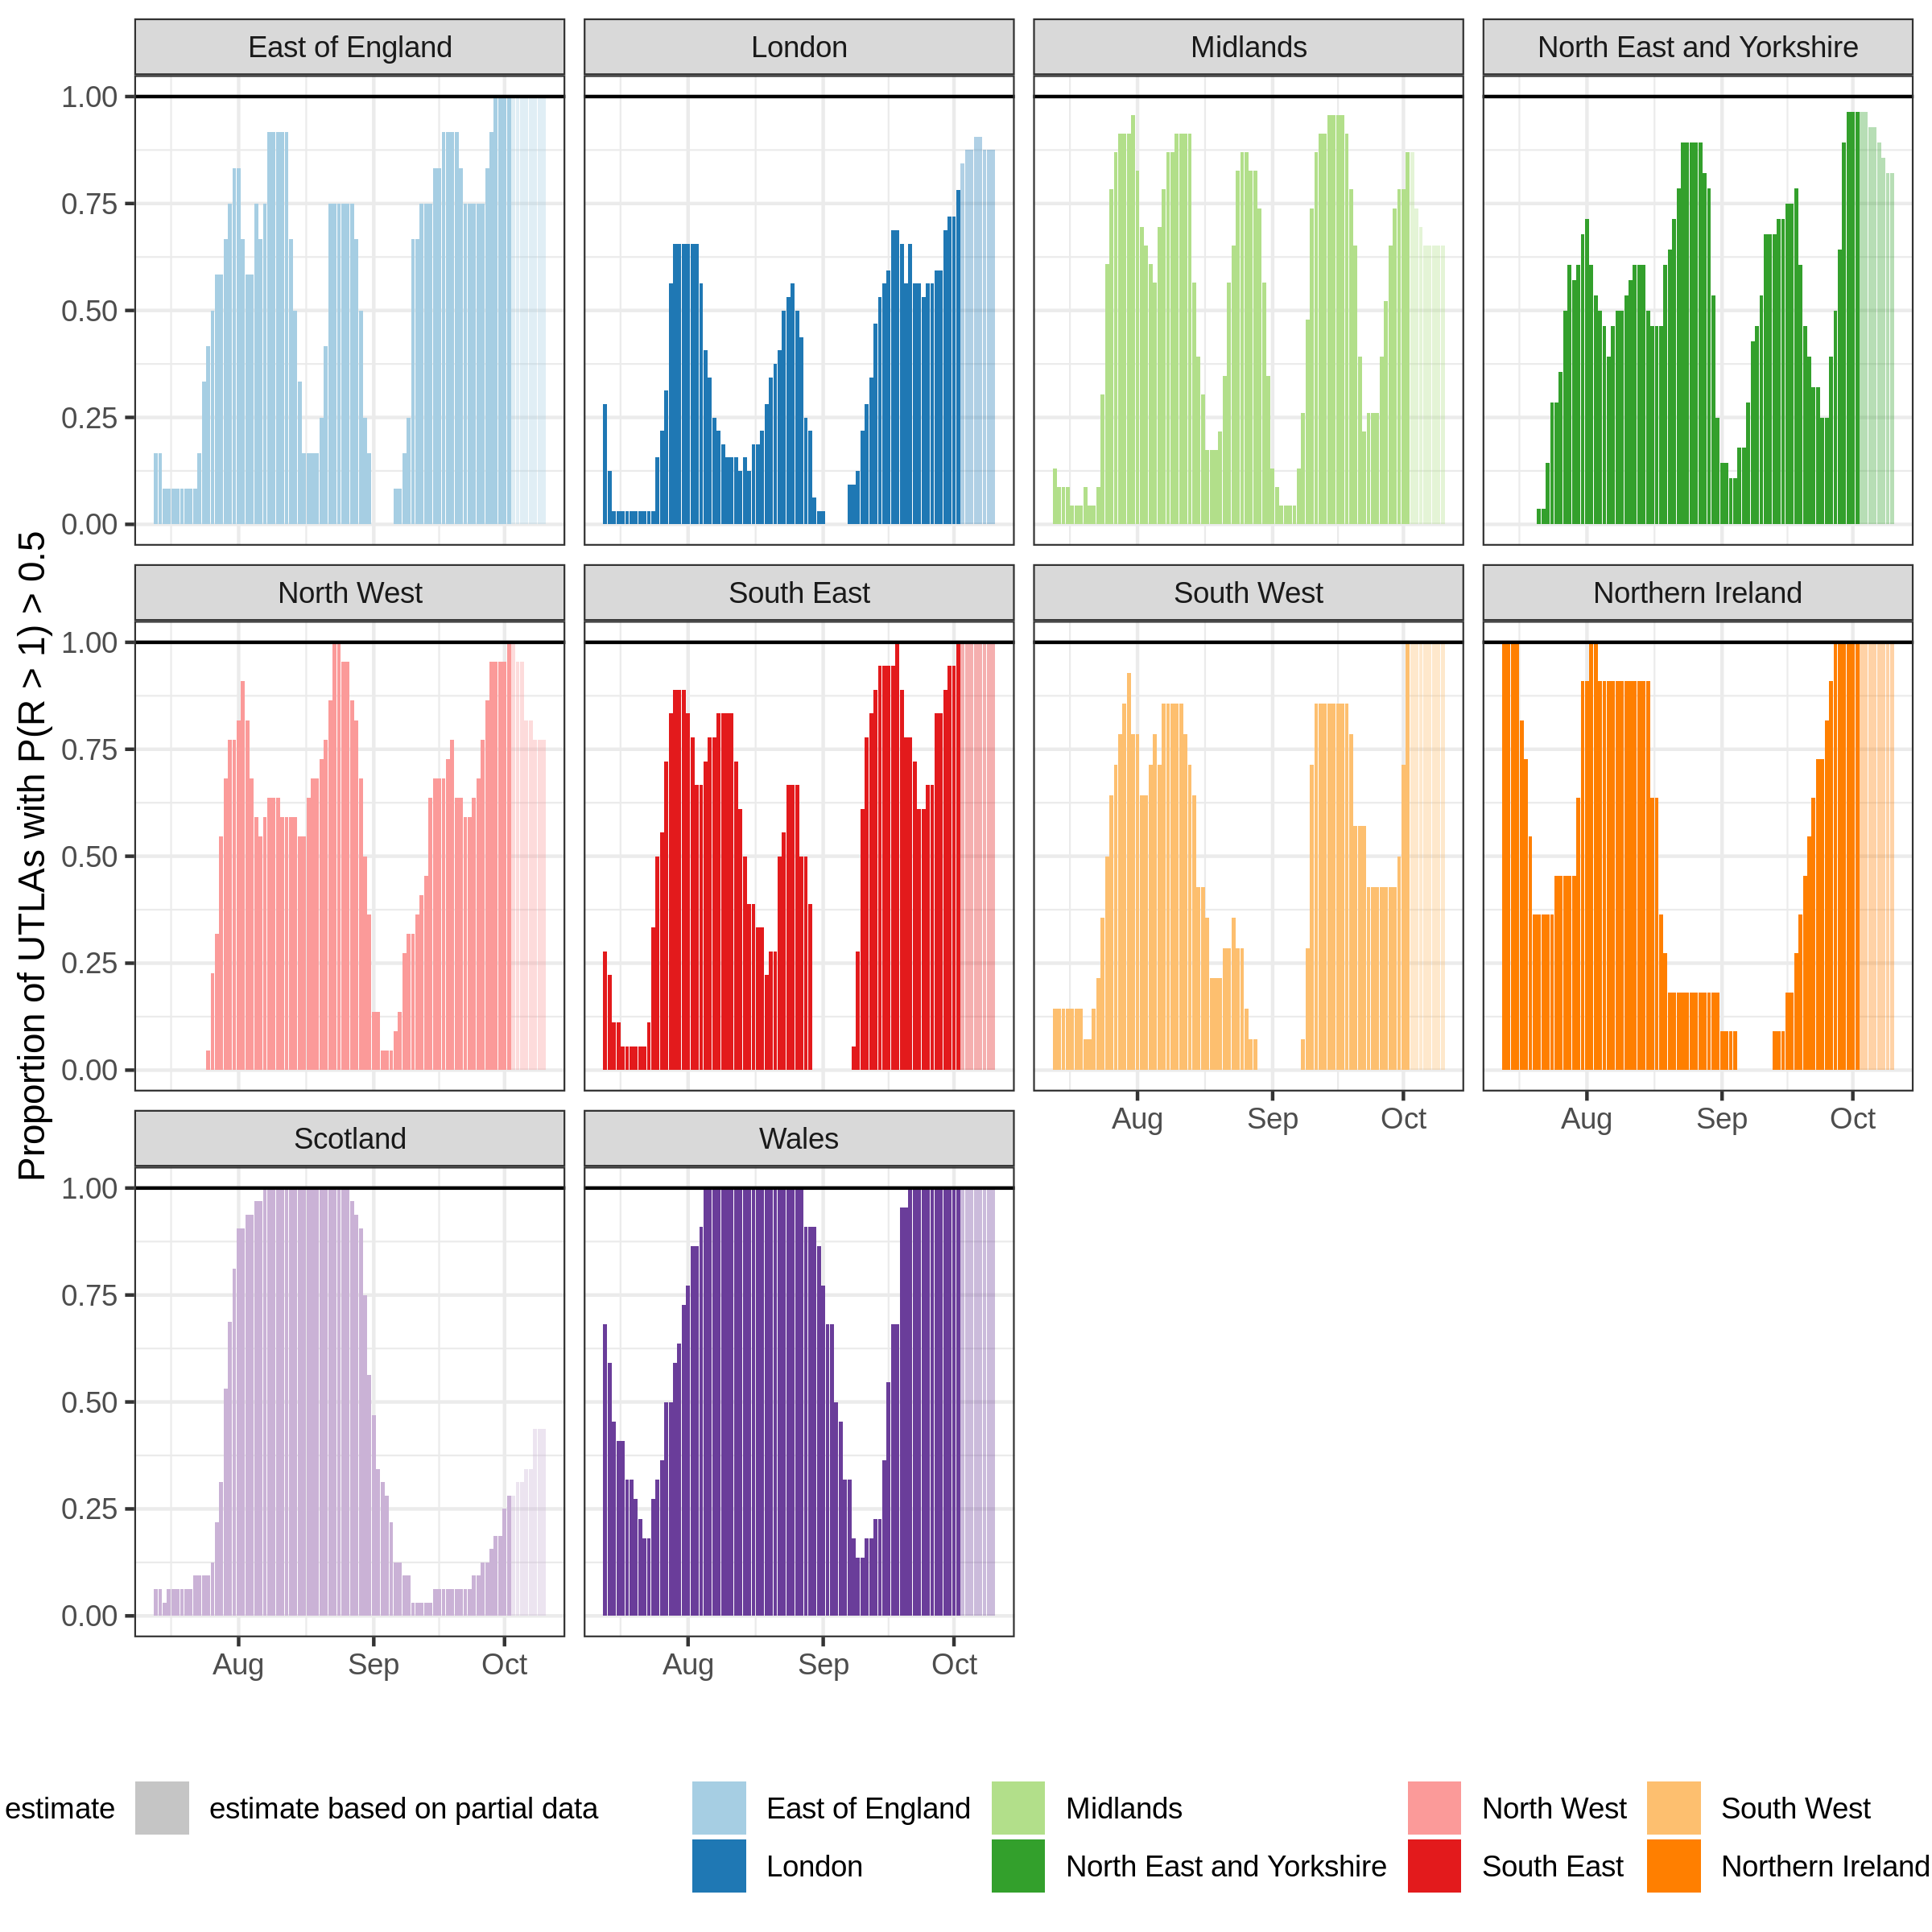 East of England
London
Midlands
North East and Yorkshire
1.00
0.75
0.50
0.25
0.00
North West
South East
South West
Northern Ireland
1.00
0.75
0.50
0.25
0.00
Aug Sep Oct
Aug Sep Oct
Scotland
Wales
1.00
0.75
0.50
0.25
0.00
Aug Sep Oct
Aug Sep Oct
Proportion of UTLAs with P(R > 1) > 0.5
estimate
estimate based on partial data
East of England
Midlands
North West
South West
London
North East and Yorkshire
South East
Northern Ireland